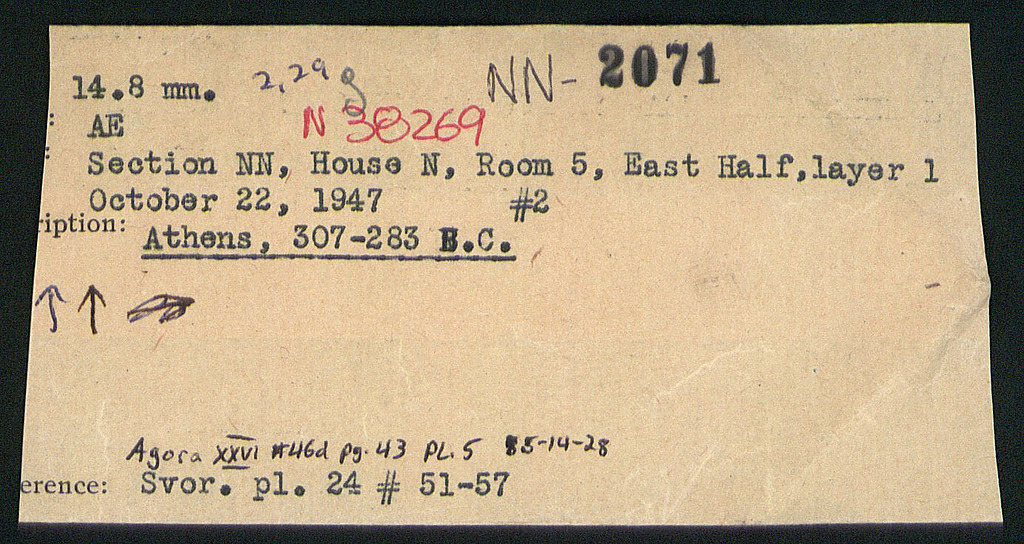 14.8 mm. 2,29 g NN- 2071
: AE N 38269
: Section NN, House N, Room 5, East Half, layer 1
October 22, 1947 #2
ription: Athens, 307-283 B.C.
↑ ↑
Agora XXVI #46d pg. 43 PL. 5 85-14-28
erence: Svor. pl. 24 # 51-57